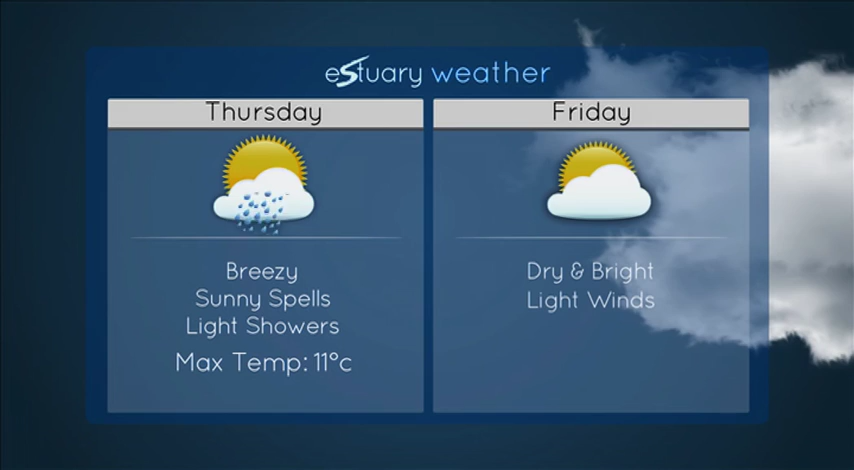 eStuary weather
Thursday
Breezy
Sunny Spells
Light Showers
Max Temp: 11°c
Friday
Dry & Bright
Light Winds